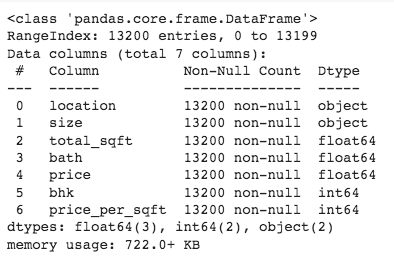 <class 'pandas.core.frame.DataFrame'>
RangeIndex: 13200 entries, 0 to 13199
Data columns (total 7 columns):
 #   Column          Non-Null Count  Dtype
---  ------          --------------  -----
 0   location        13200 non-null  object
 1   size            13200 non-null  object
 2   total_sqft      13200 non-null  float64
 3   bath            13200 non-null  float64
 4   price           13200 non-null  float64
 5   bhk             13200 non-null  int64
 6   price_per_sqft  13200 non-null  int64
dtypes: float64(3), int64(2), object(2)
memory usage: 722.0+ KB